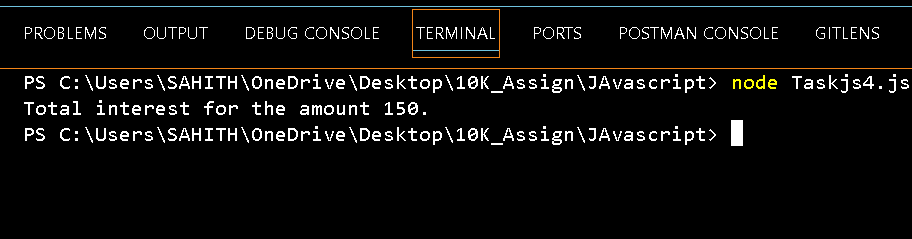 PROBLEMS OUTPUT DEBUG CONSOLE TERMINAL PORTS POSTMAN CONSOLE GITLENS
PS C:\Users\SAHITH\OneDrive\Desktop\10K_Assign\JAvascript> node Taskjs4.js
Total interest for the amount 150.
PS C:\Users\SAHITH\OneDrive\Desktop\10K_Assign\JAvascript>